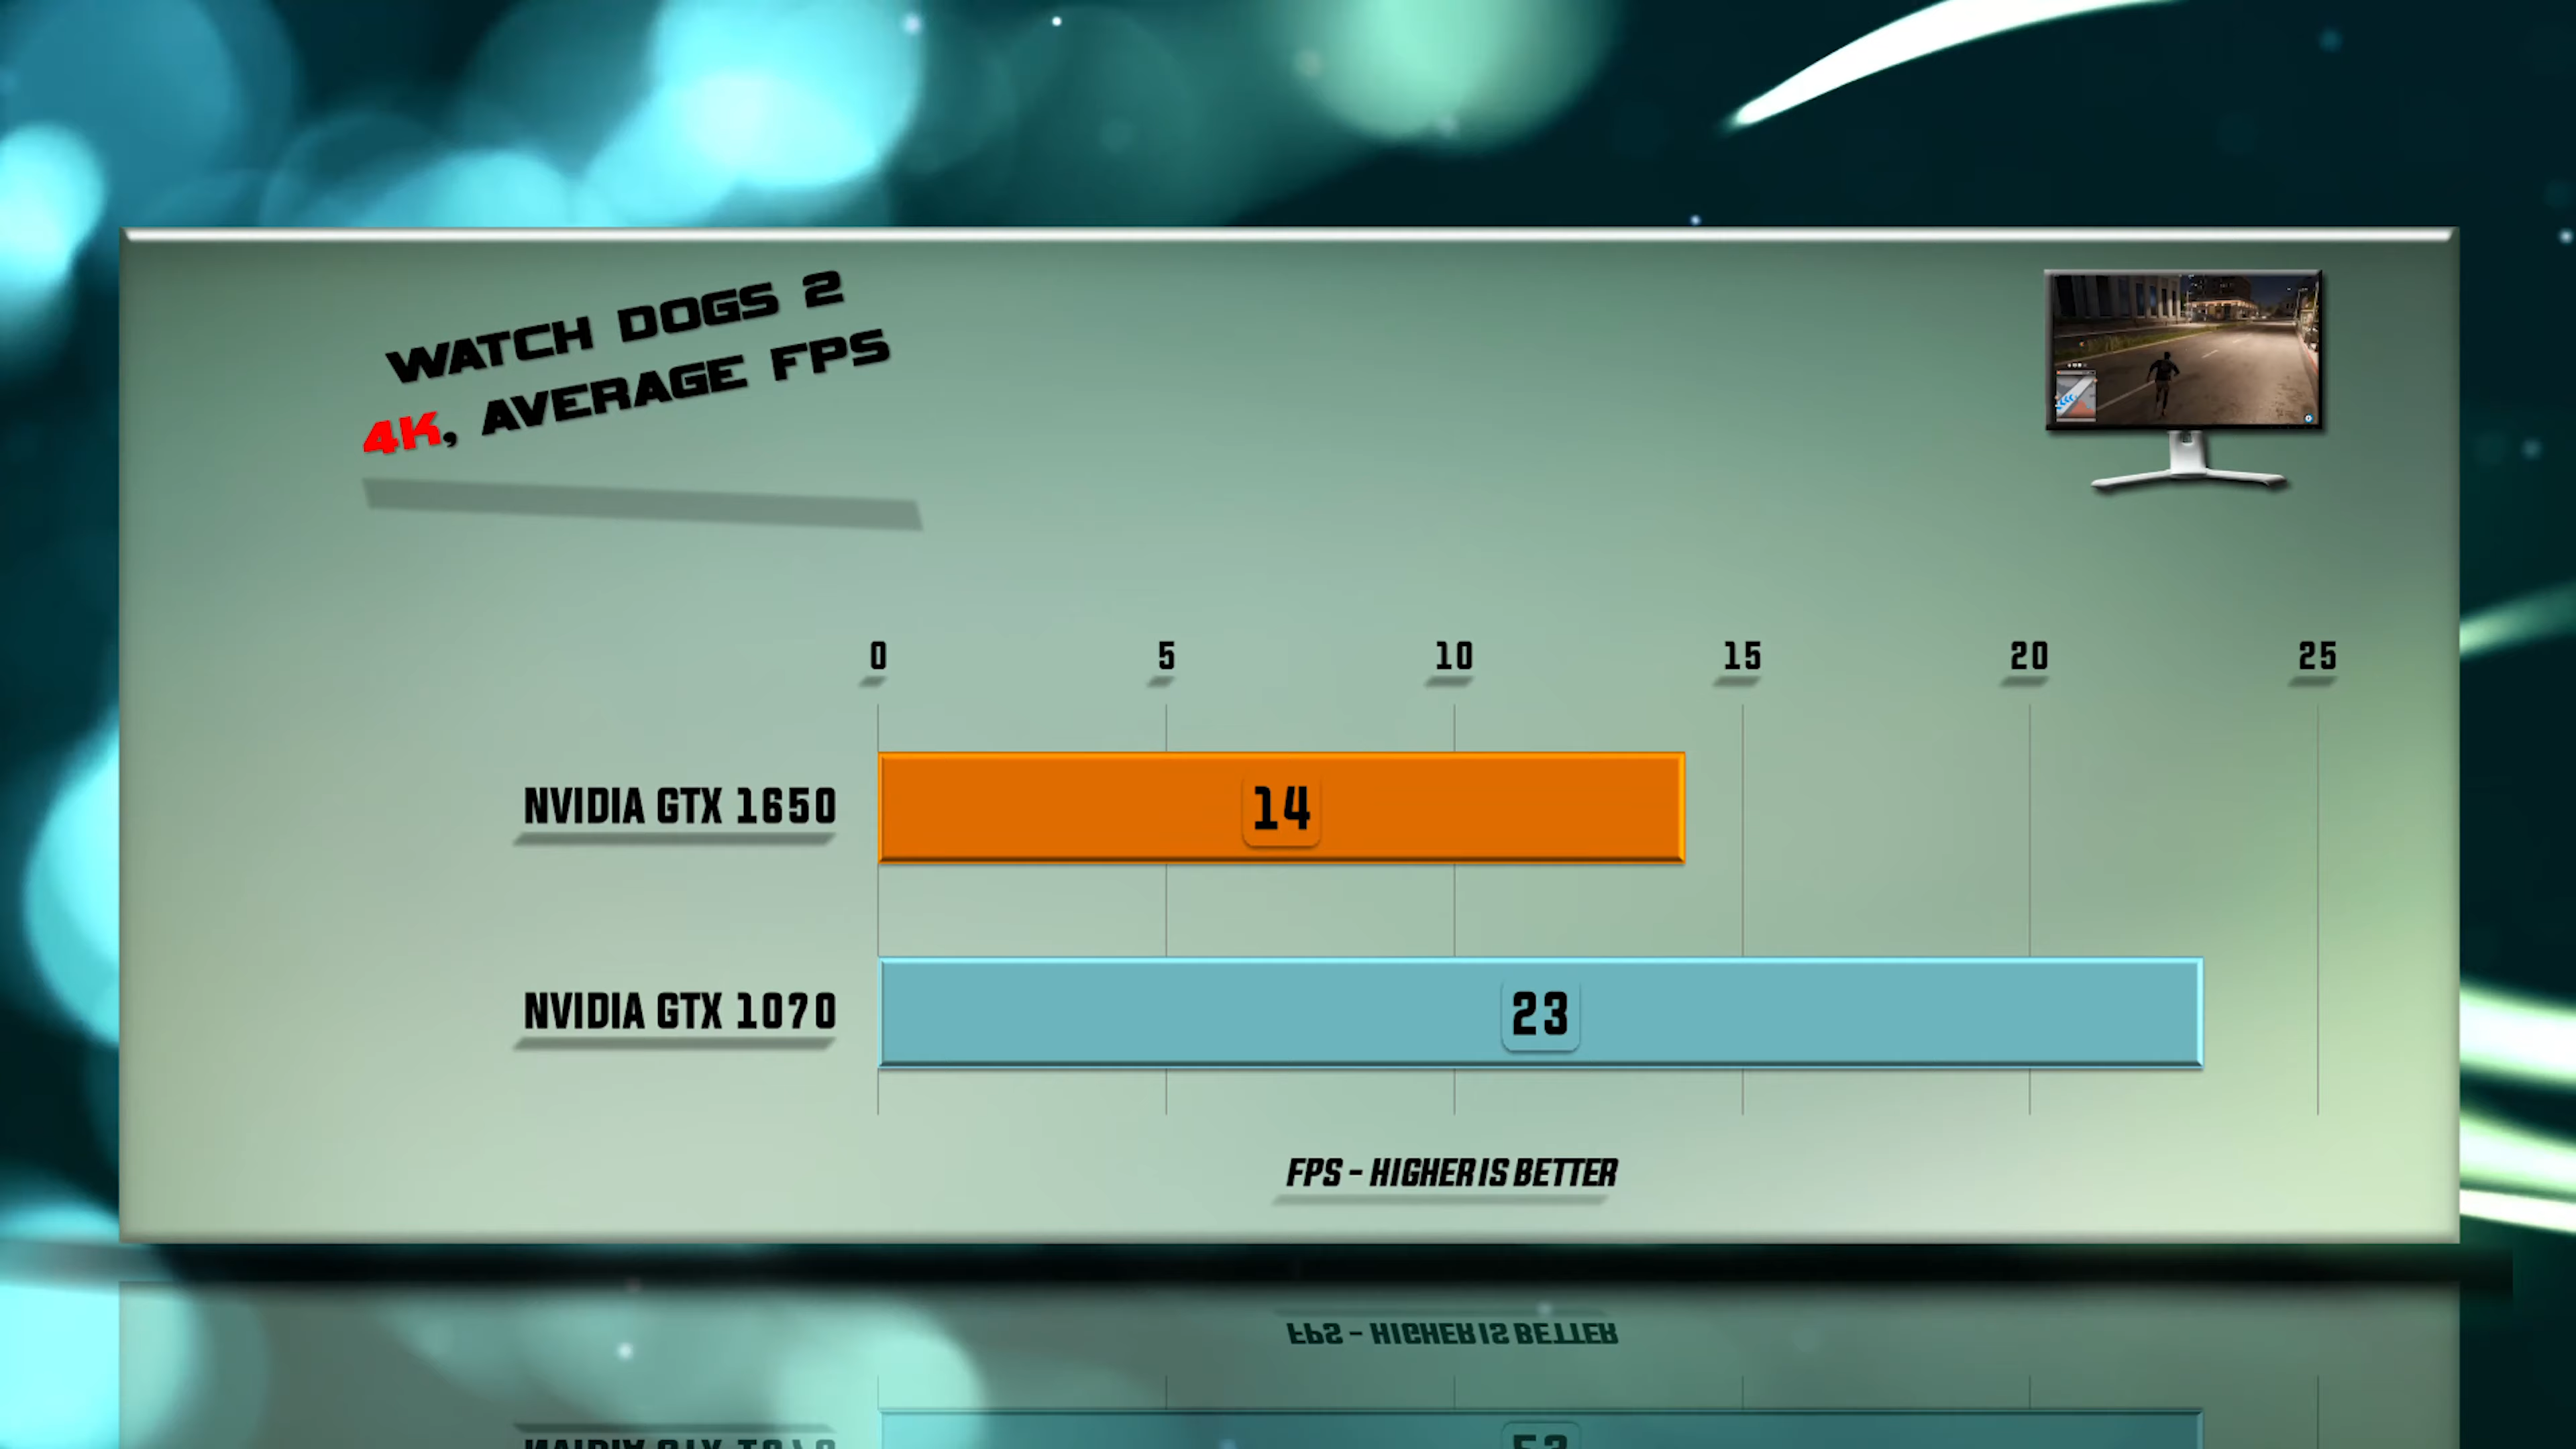 WATCH DOGS 2
4K, AVERAGE FPS
0 5 10 15 20 25
NVIDIA GTX 1650 14
NVIDIA GTX 1070 23
FPS - HIGHER IS BETTER